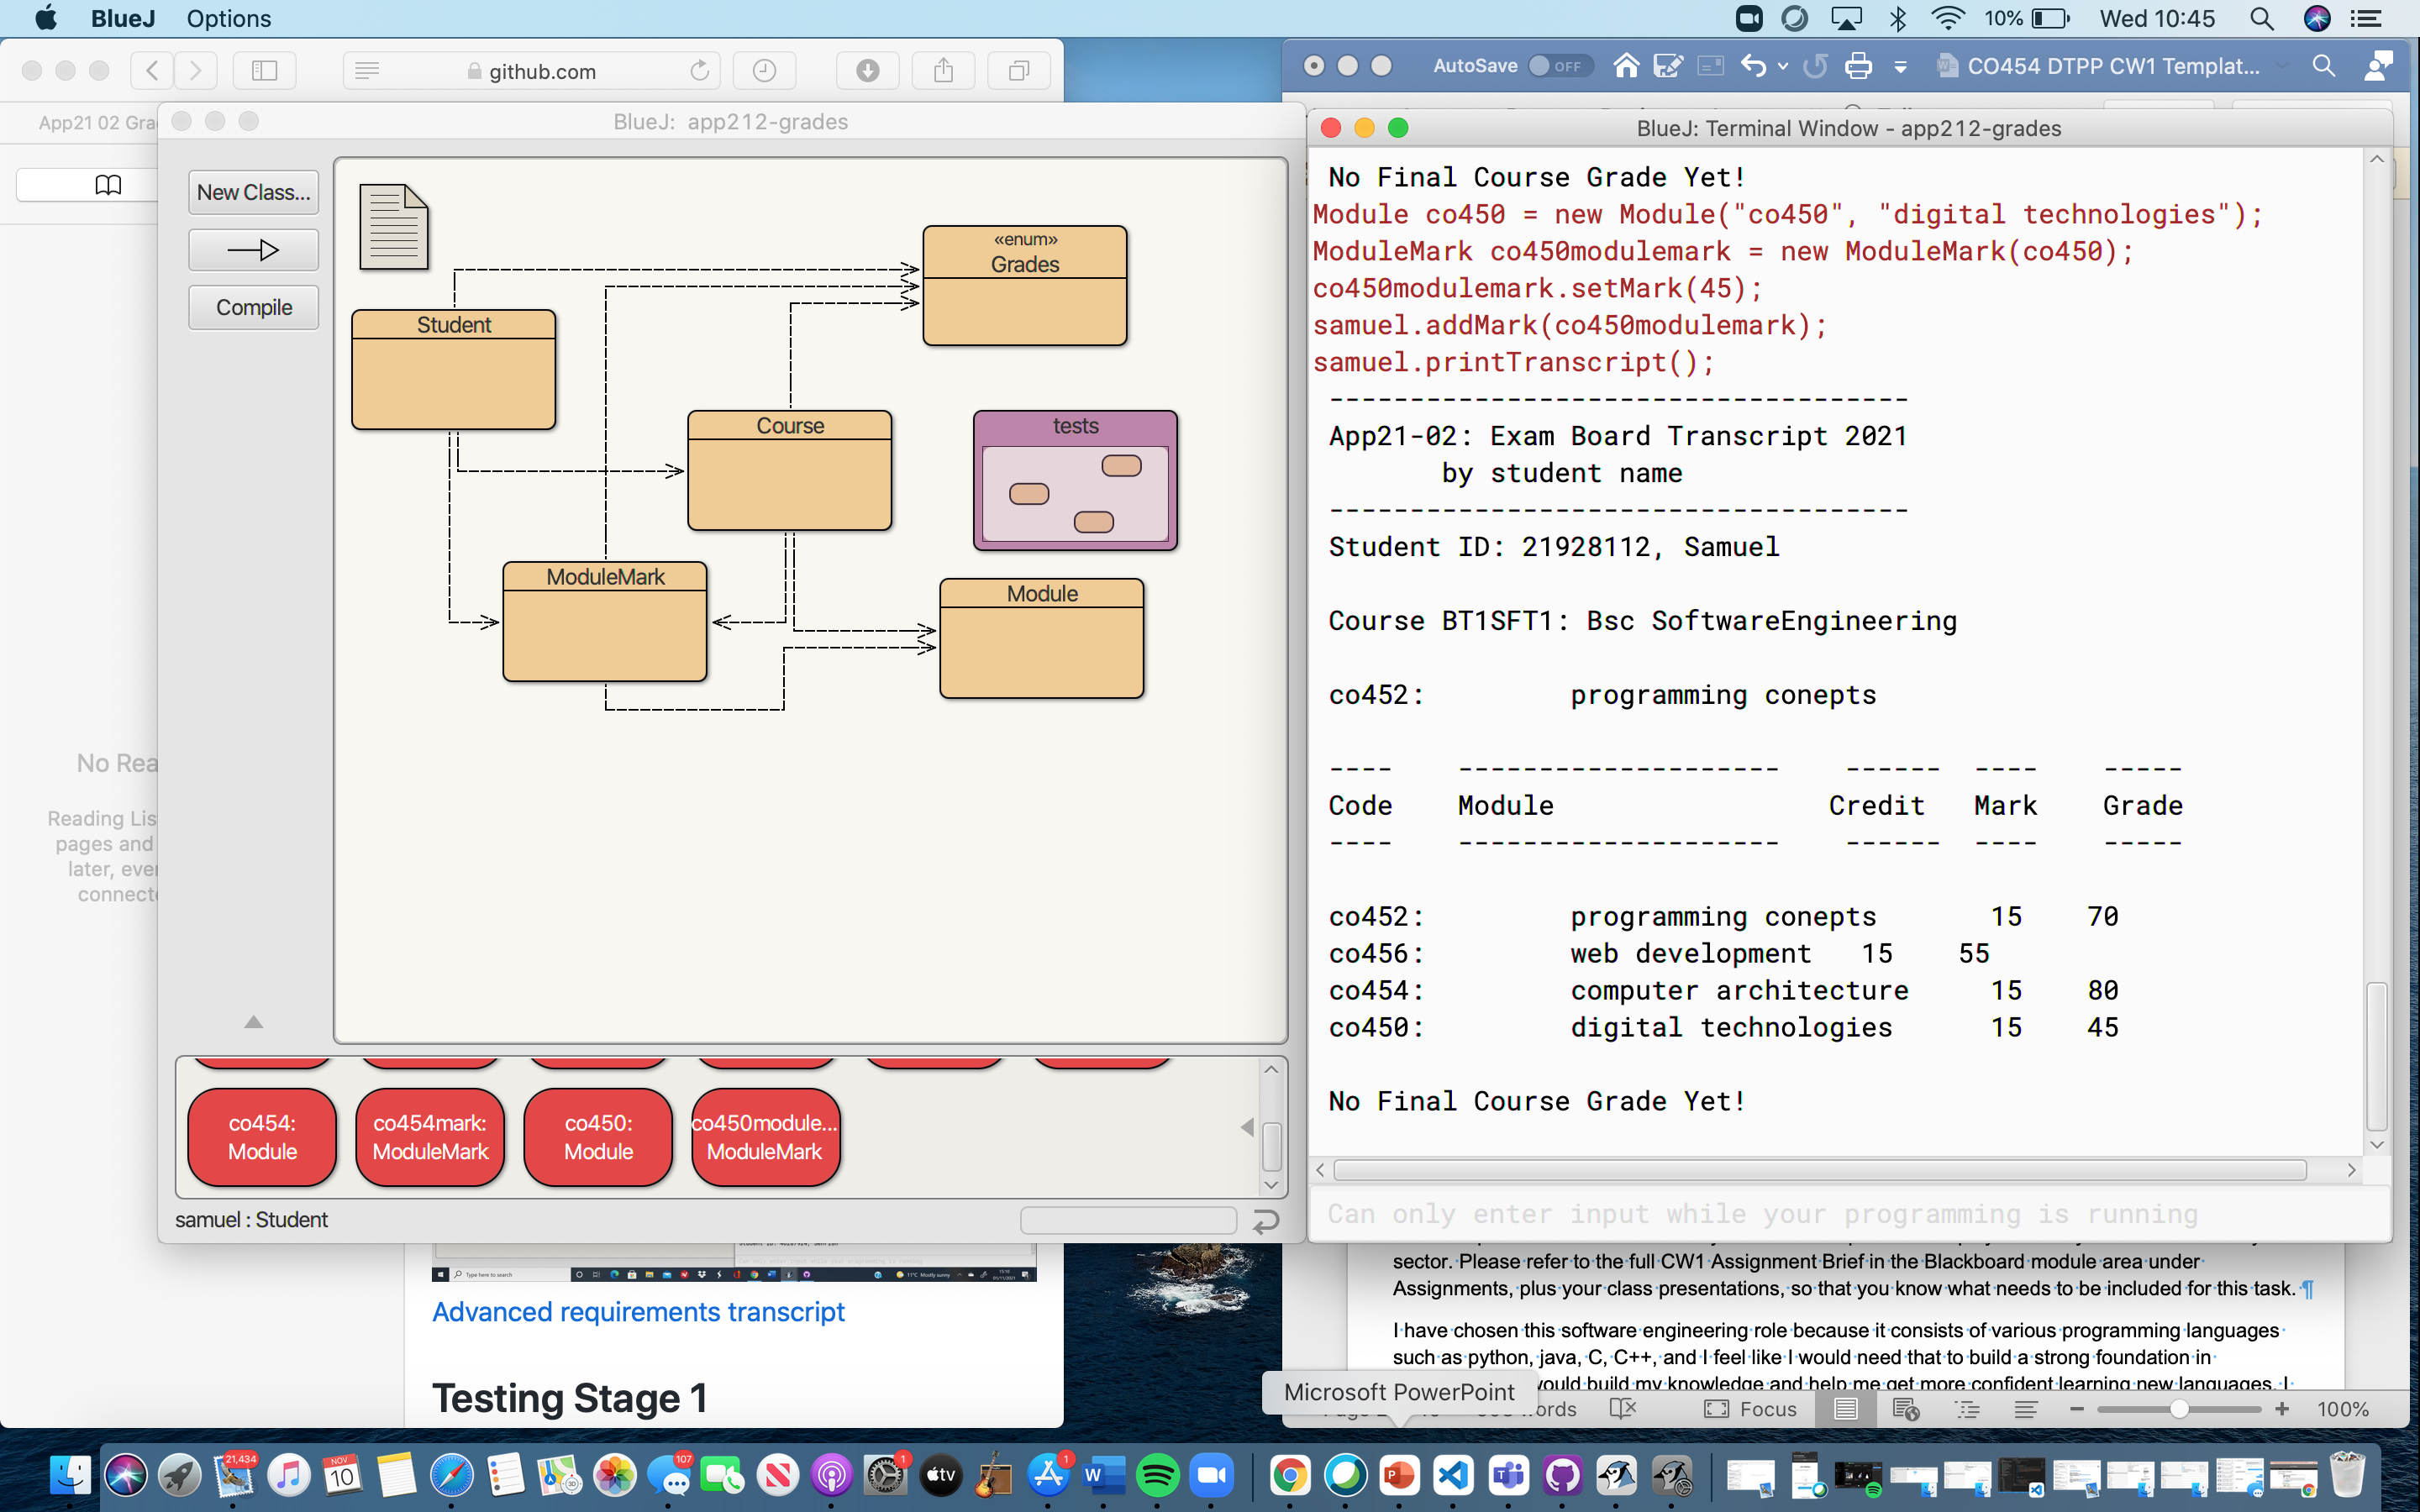 BlueJ Options
10% Wed 10:45
github.com
App21 02 Gra
No Rea
Reading Lis
pages and
later, ever
connecte
BlueJ: app212-grades
New Class...
Compile
«enum»
Grades
Student
Course
tests
ModuleMark
Module
co454:
Module
co454mark:
ModuleMark
co450:
Module
co450module...
ModuleMark
samuel : Student
Advanced requirements transcript
Testing Stage 1
AutoSave OFF
CO454 DTPP CW1 Templat...
BlueJ: Terminal Window - app212-grades
No Final Course Grade Yet!
Module co450 = new Module("co450", "digital technologies");
ModuleMark co450modulemark = new ModuleMark(co450);
co450modulemark.setMark(45);
samuel.addMark(co450modulemark);
samuel.printTranscript();
------------------------------------
App21-02: Exam Board Transcript 2021
by student name
------------------------------------
Student ID: 21928112, Samuel
Course BT1SFT1: Bsc SoftwareEngineering
co452: programming conepts
---- -------------------- ------ ---- -----
Code Module Credit Mark Grade
---- -------------------- ------ ---- -----
co452: programming conepts 15 70
co456: web development 15 55
co454: computer architecture 15 80
co450: digital technologies 15 45
No Final Course Grade Yet!
Can only enter input while your programming is running
sector. Please refer to the full CW1 Assignment Brief in the Blackboard module area under
Assignments, plus your class presentations, so that you know what needs to be included for this task. ¶
I have chosen this software engineering role because it consists of various programming languages
such as python, java, C, C++, and I feel like I would need that to build a strong foundation in
would build my knowledge and help me get more confident learning new languages. I
Microsoft PowerPoint
Focus
100%
21,434
NOV
10
107
1
tv
1